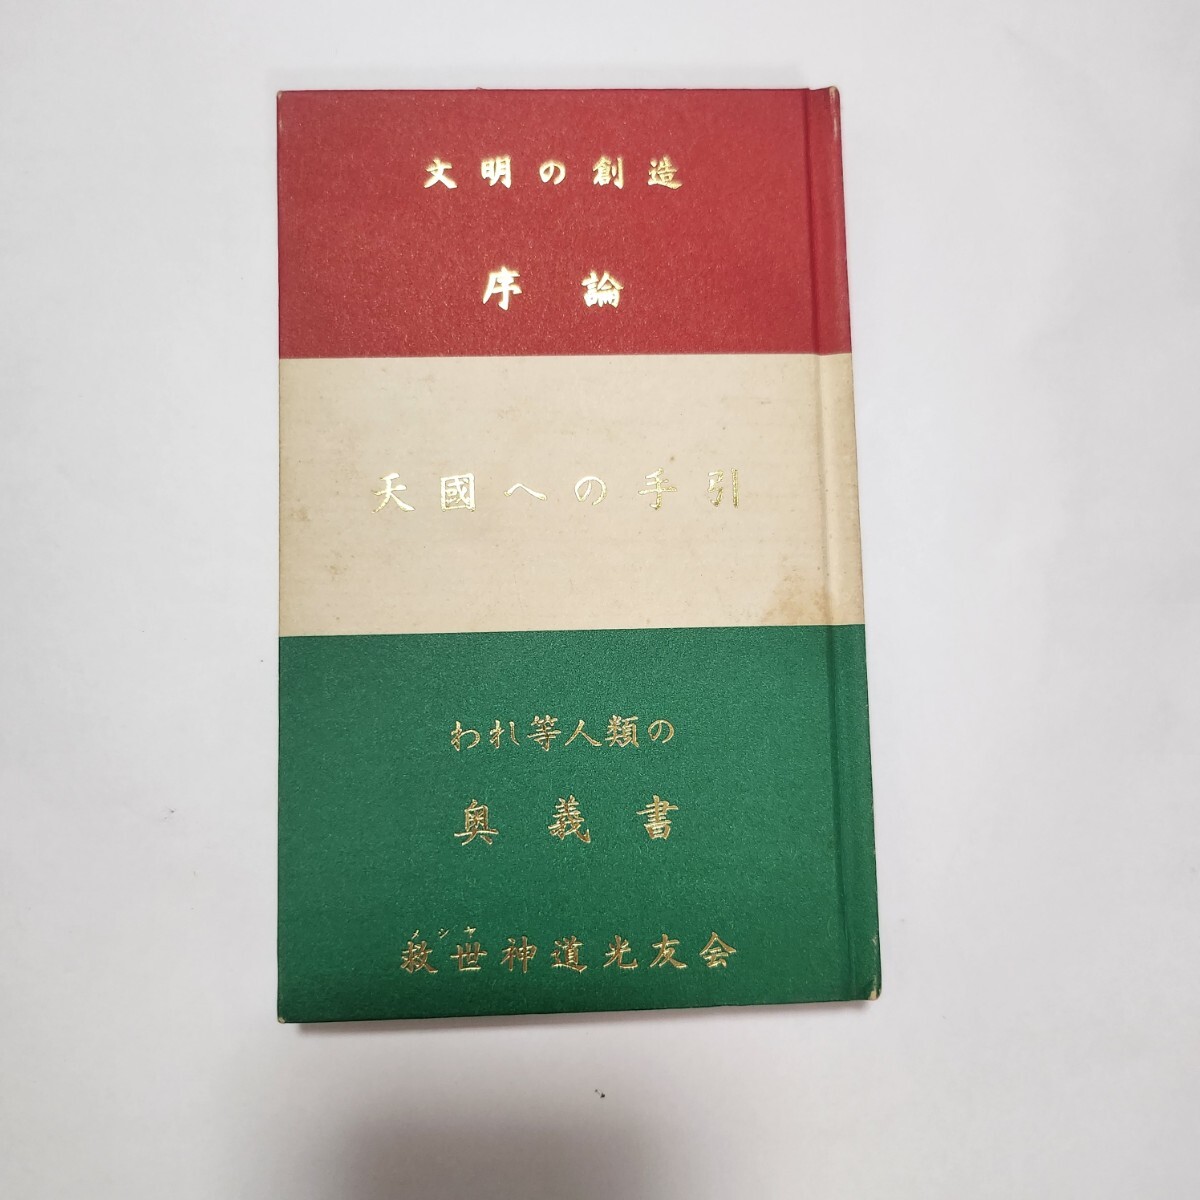 文明の創造
序論
天國への手引
われ等人類の
奥義書
メシヤ
救世神道光友会